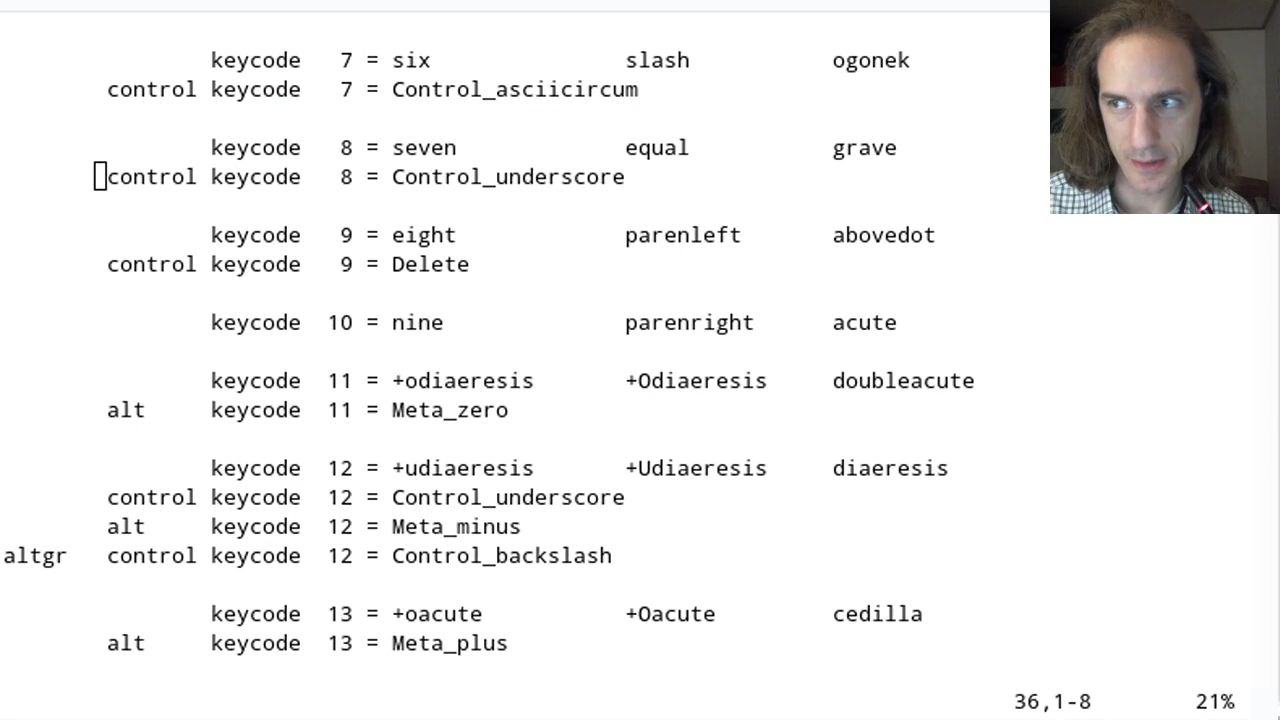 keycode 7 = six slash ogonek
control keycode 7 = Control_asciicircum
keycode 8 = seven equal grave
control keycode 8 = Control_underscore
keycode 9 = eight parenleft abovedot
control keycode 9 = Delete
keycode 10 = nine parenright acute
keycode 11 = +odiaeresis +Odiaeresis doubleacute
alt keycode 11 = Meta_zero
keycode 12 = +udiaeresis +Udiaeresis diaeresis
control keycode 12 = Control_underscore
alt keycode 12 = Meta_minus
altgr control keycode 12 = Control_backslash
keycode 13 = +oacute +Oacute cedilla
alt keycode 13 = Meta_plus
36,1-8 21%